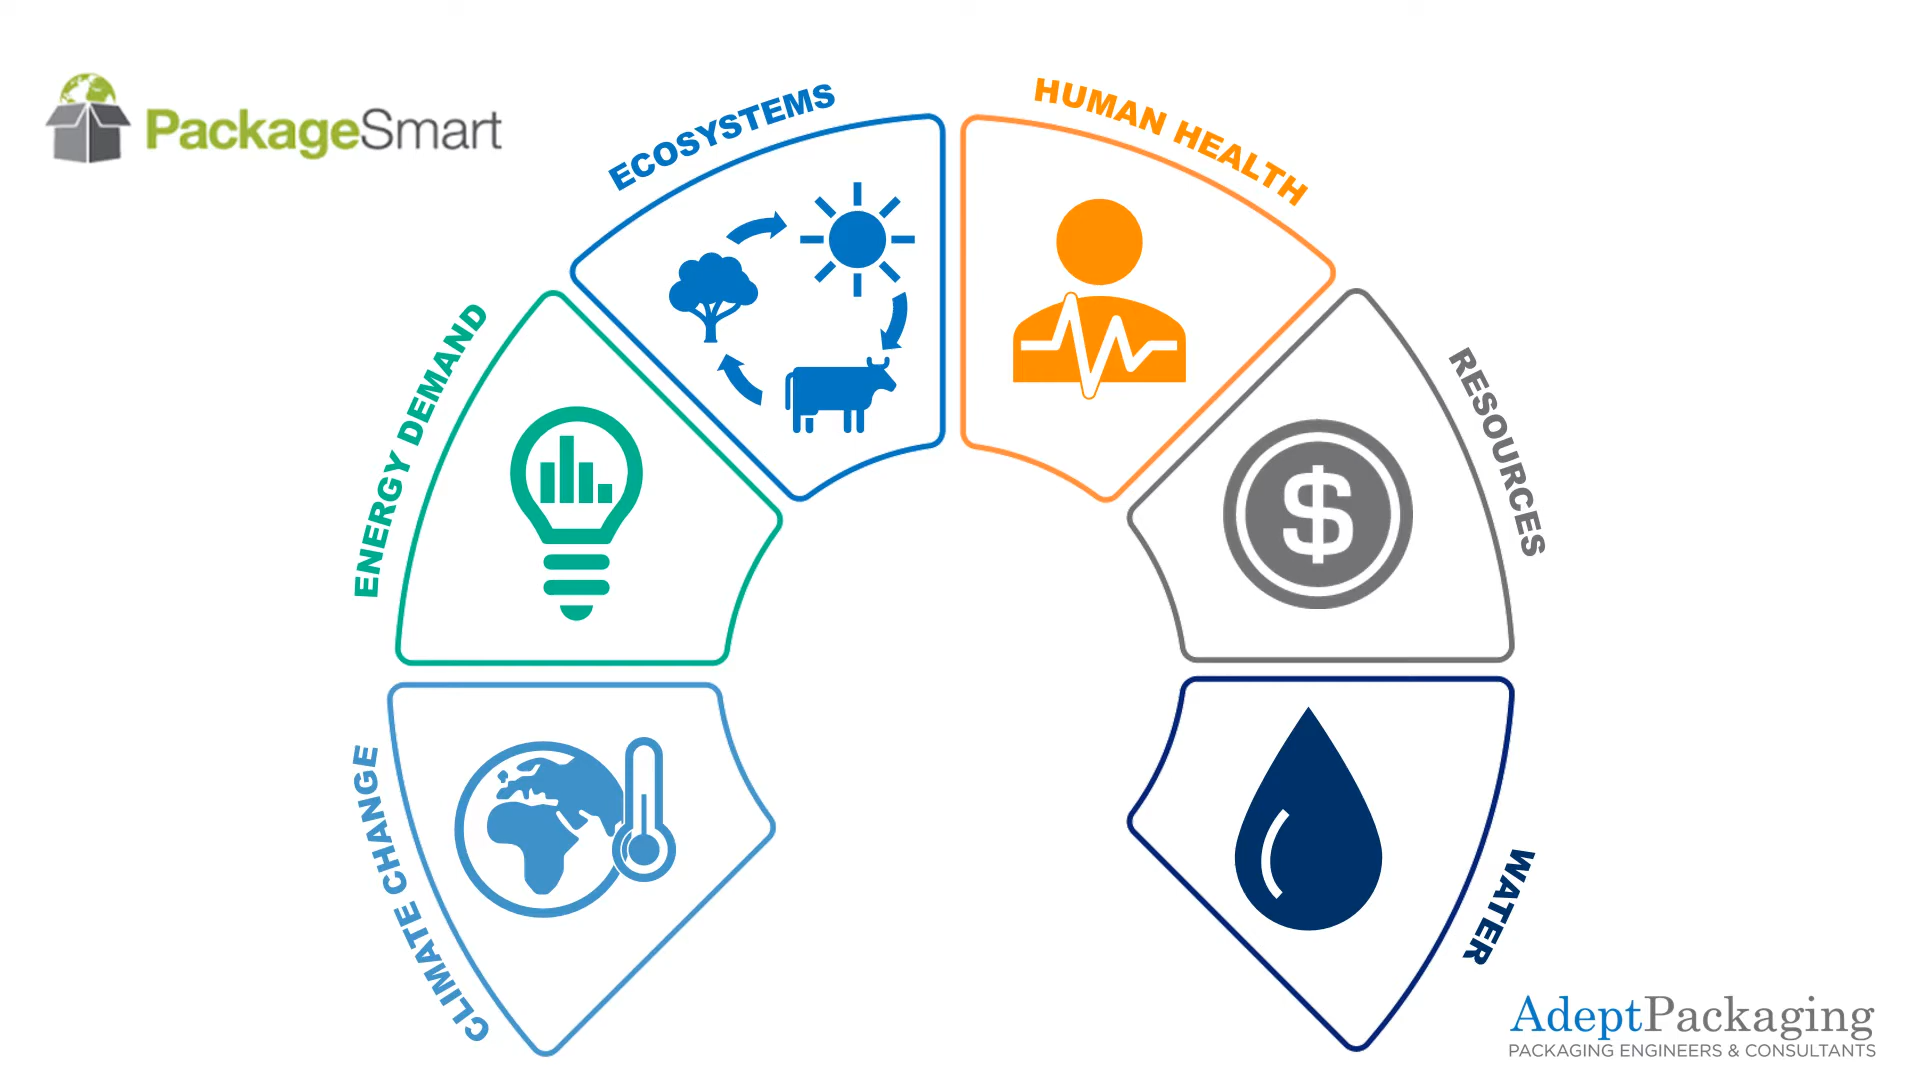 PackageSmart
ECOSYSTEMS
HUMAN HEALTH
ENERGY DEMAND
RESOURCES
$
CLIMATE CHANGE
WATER
AdeptPackaging
PACKAGING ENGINEERS & CONSULTANTS